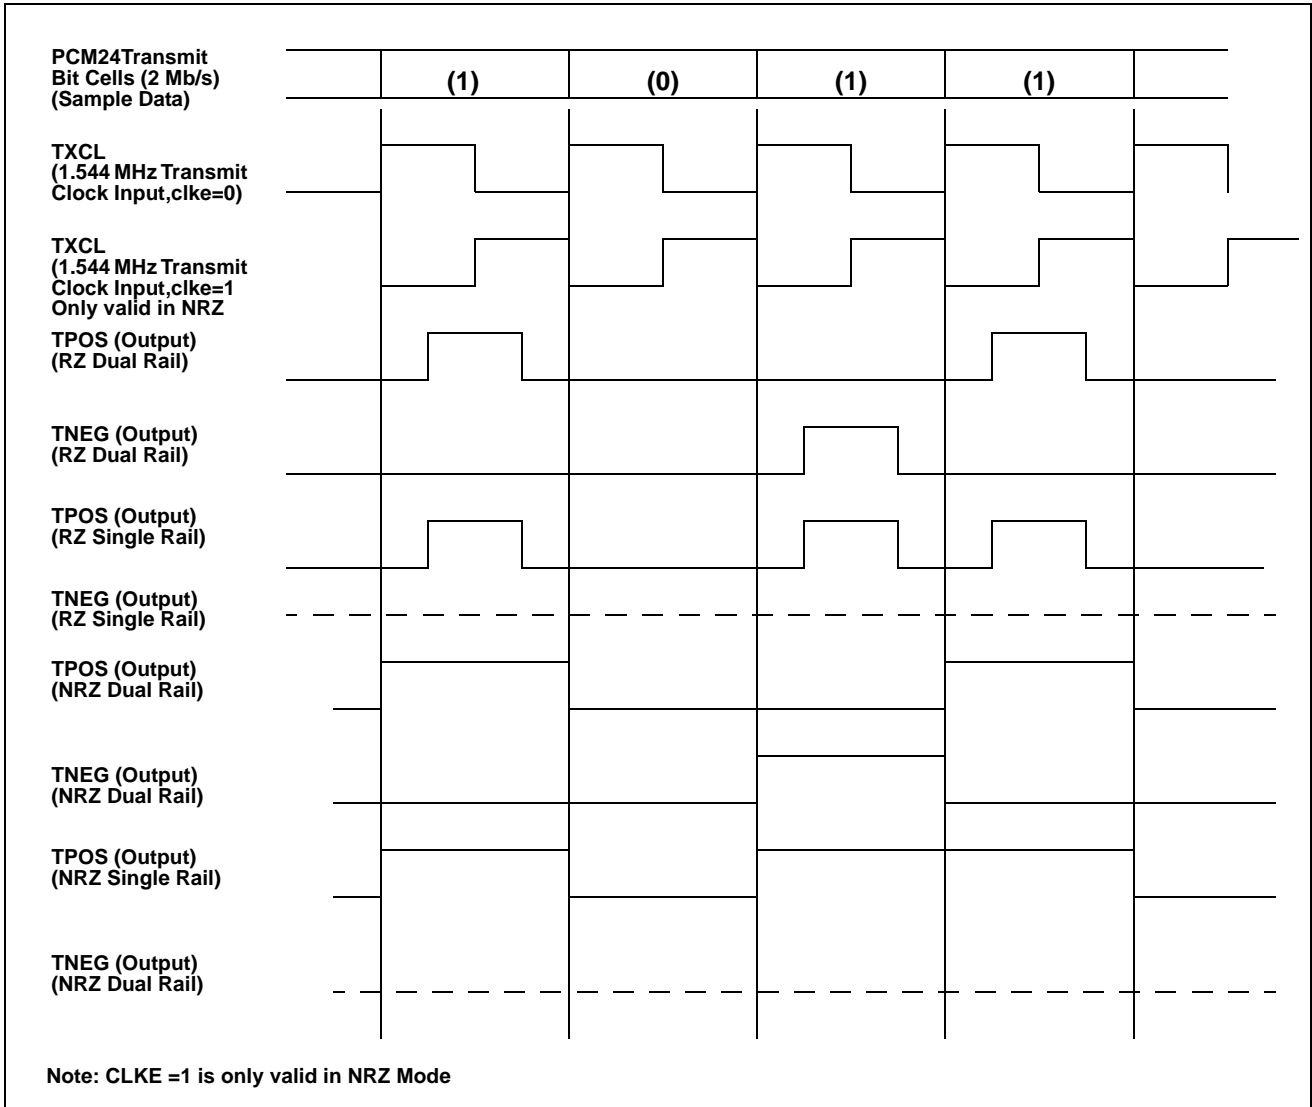 PCM24Transmit
Bit Cells (2 Mb/s)
(Sample Data)
(1)
(0)
(1)
(1)
TXCL
(1.544 MHz Transmit
Clock Input,clke=0)
TXCL
(1.544 MHz Transmit
Clock Input,clke=1
Only valid in NRZ
TPOS (Output)
(RZ Dual Rail)
TNEG (Output)
(RZ Dual Rail)
TPOS (Output)
(RZ Single Rail)
TNEG (Output)
(RZ Single Rail)
TPOS (Output)
(NRZ Dual Rail)
TNEG (Output)
(NRZ Dual Rail)
TPOS (Output)
(NRZ Single Rail)
TNEG (Output)
(NRZ Dual Rail)
Note: CLKE =1 is only valid in NRZ Mode